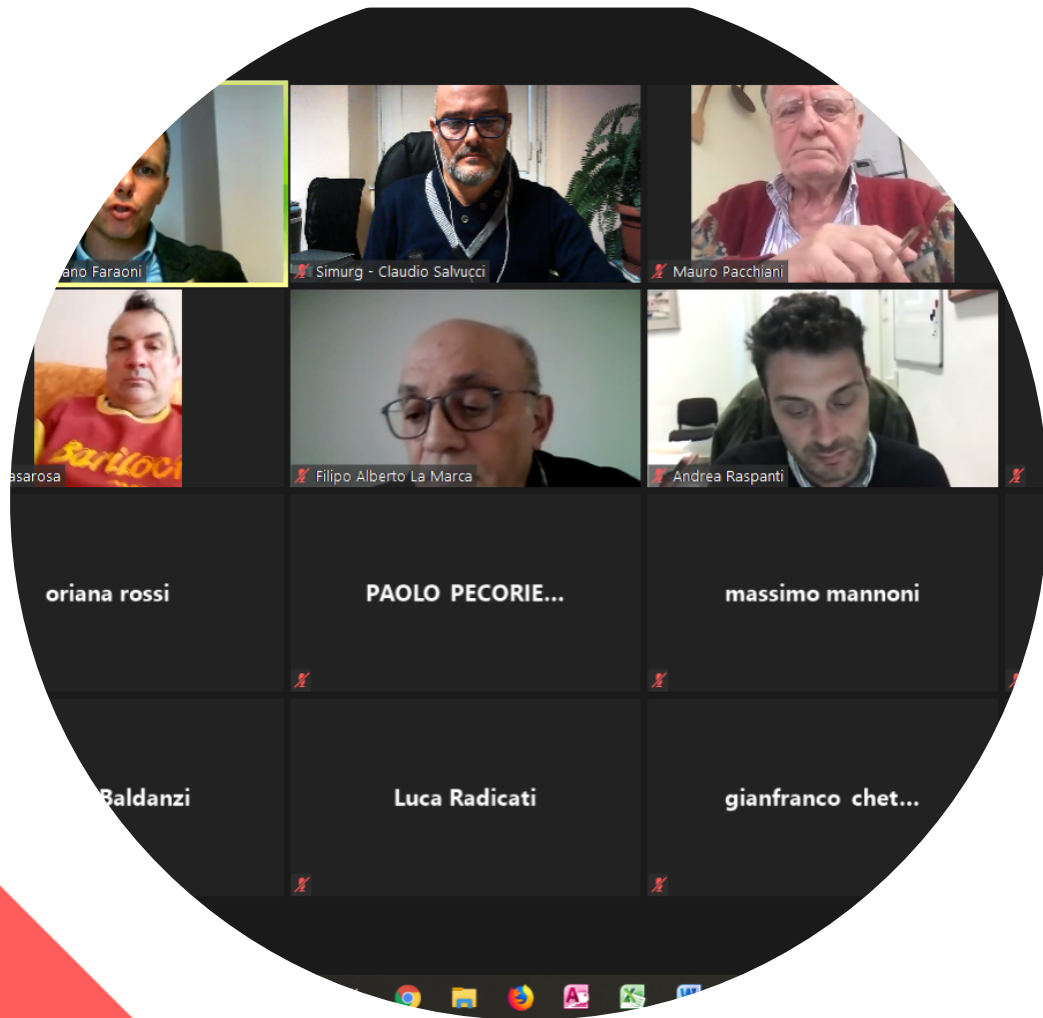 ano Faraoni
Simurg - Claudio Salvucci
Mauro Pacchiani
Bariloc
asarosa
Filipo Alberto La Marca
Andrea Raspanti
oriana rossi
PAOLO PECORIE...
massimo mannoni
Baldanzi
Luca Radicati
gianfranco chet...